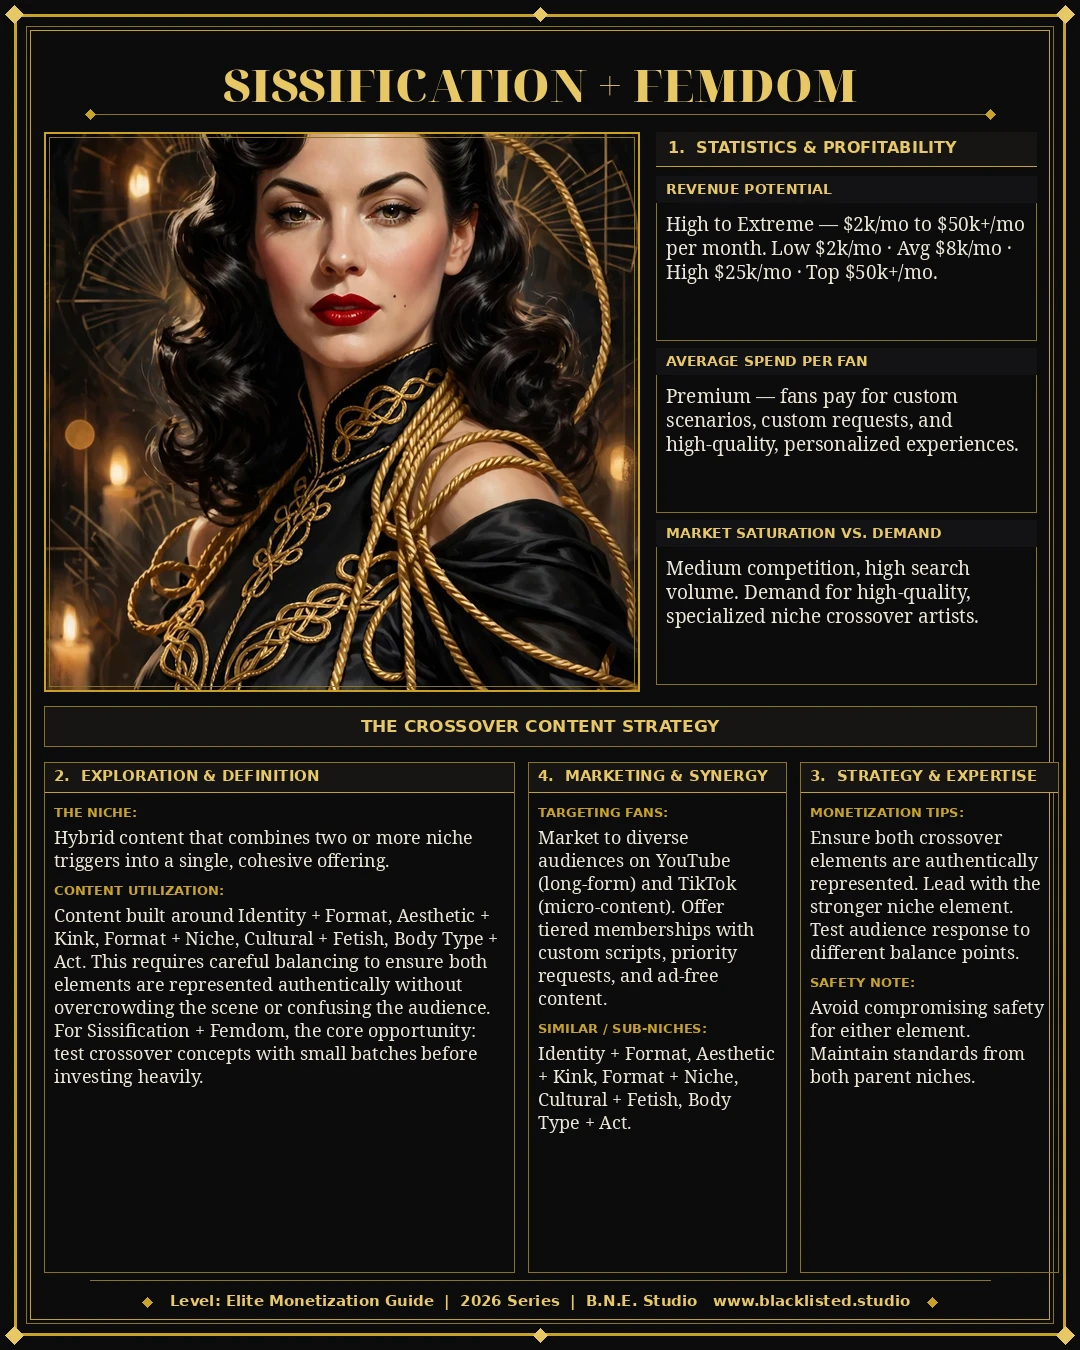 SISSIFICATION + FEMDOM
1. STATISTICS & PROFITABILITY
REVENUE POTENTIAL
High to Extreme — $2k/mo to $50k+/mo
per month. Low $2k/mo · Avg $8k/mo ·
High $25k/mo · Top $50k+/mo.
AVERAGE SPEND PER FAN
Premium — fans pay for custom
scenarios, custom requests, and
high-quality, personalized experiences.
MARKET SATURATION VS. DEMAND
Medium competition, high search
volume. Demand for high-quality,
specialized niche crossover artists.
THE CROSSOVER CONTENT STRATEGY
2. EXPLORATION & DEFINITION
THE NICHE:
Hybrid content that combines two or more niche
triggers into a single, cohesive offering.
CONTENT UTILIZATION:
Content built around Identity + Format, Aesthetic +
Kink, Format + Niche, Cultural + Fetish, Body Type +
Act. This requires careful balancing to ensure both
elements are represented authentically without
overcrowding the scene or confusing the audience.
For Sissification + Femdom, the core opportunity:
test crossover concepts with small batches before
investing heavily.
4. MARKETING & SYNERGY
TARGETING FANS:
Market to diverse
audiences on YouTube
(long-form) and TikTok
(micro-content). Offer
tiered memberships with
custom scripts, priority
requests, and ad-free
content.
SIMILAR / SUB-NICHES:
Identity + Format, Aesthetic
+ Kink, Format + Niche,
Cultural + Fetish, Body
Type + Act.
3. STRATEGY & EXPERTISE
MONETIZATION TIPS:
Ensure both crossover
elements are authentically
represented. Lead with the
stronger niche element.
Test audience response to
different balance points.
SAFETY NOTE:
Avoid compromising safety
for either element.
Maintain standards from
both parent niches.
Level: Elite Monetization Guide | 2026 Series | B.N.E. Studio www.blacklisted.studio